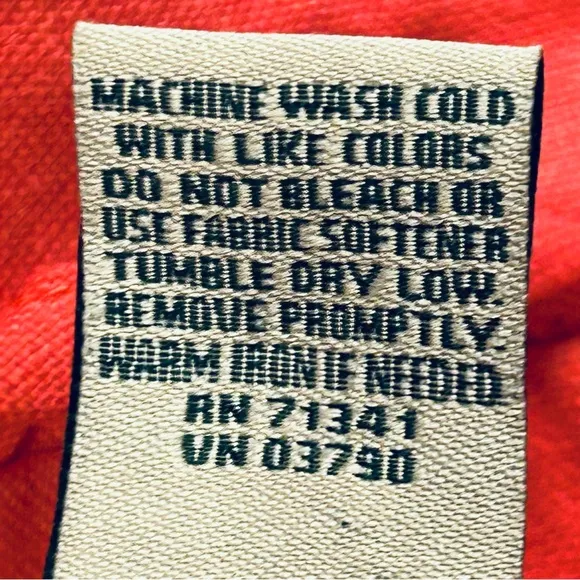 MACHINE WASH COLD
WITH LIKE COLORS
DO NOT BLEACH OR
USE FABRIC SOFTENER
TUMBLE DRY LOW.
REMOVE PROMPTLY.
WARM IRON IF NEEDED.
RN 71341
VN 03790